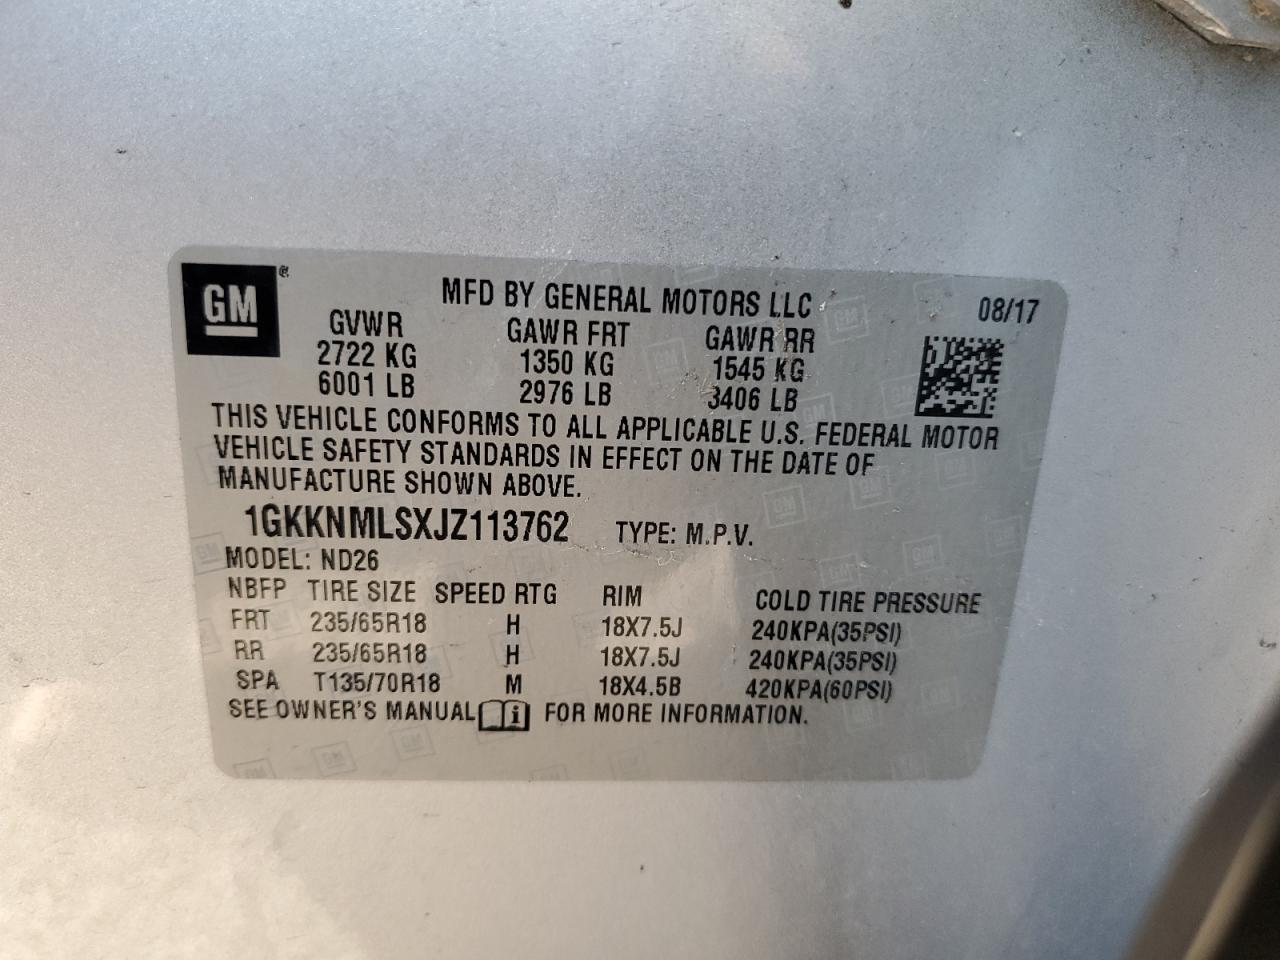 GM ®
MFD BY GENERAL MOTORS LLC 08/17
GVWR GAWR FRT GAWR RR
2722 KG 1350 KG 1545 KG
6001 LB 2976 LB 3406 LB
THIS VEHICLE CONFORMS TO ALL APPLICABLE U.S. FEDERAL MOTOR
VEHICLE SAFETY STANDARDS IN EFFECT ON THE DATE OF
MANUFACTURE SHOWN ABOVE.
1GKKNMLSXJZ113762 TYPE: M.P.V.
MODEL: ND26
NBFP TIRE SIZE SPEED RTG RIM COLD TIRE PRESSURE
FRT 235/65R18 H 18X7.5J 240KPA(35PSI)
RR 235/65R18 H 18X7.5J 240KPA(35PSI)
SPA T135/70R18 M 18X4.5B 420KPA(60PSI)
SEE OWNER'S MANUAL i FOR MORE INFORMATION.